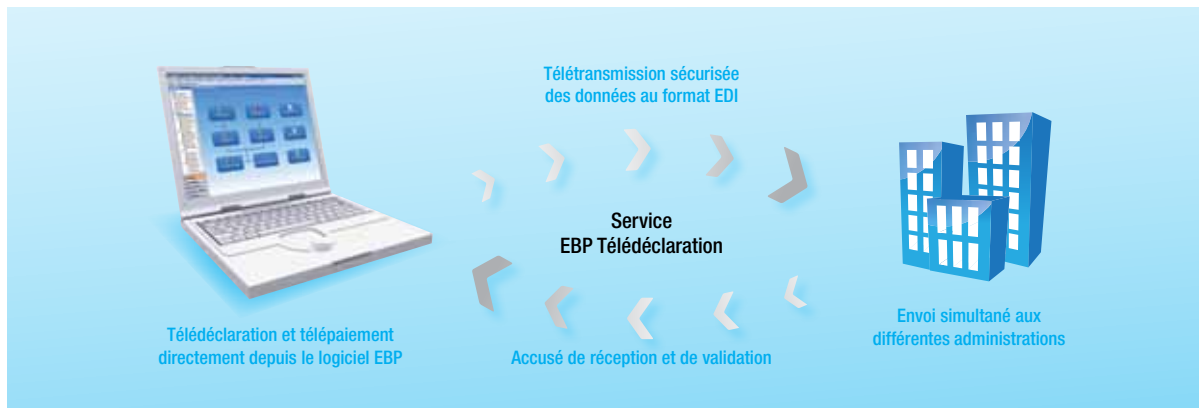 Télétransmission sécurisée
des données au format EDI
Service
EBP Télédéclaration
Télédéclaration et télépaiement
directement depuis le logiciel EBP
Accusé de réception et de validation
Envoi simultané aux
différentes administrations